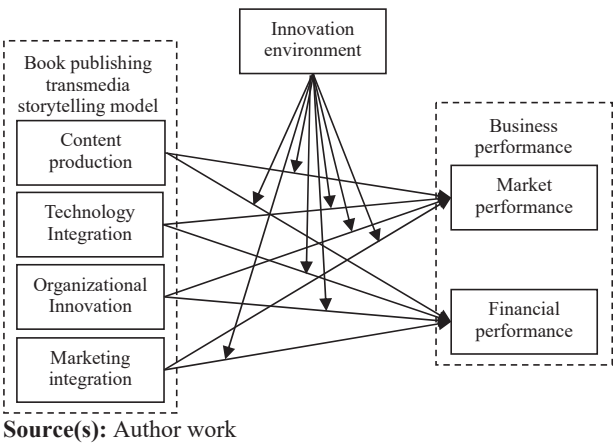 Innovation
environment
Book publishing
transmedia
storytelling model
Content
production
Technology
Integration
Organizational
Innovation
Marketing
integration
Business
performance
Market
performance
Financial
performance
Source(s): Author work